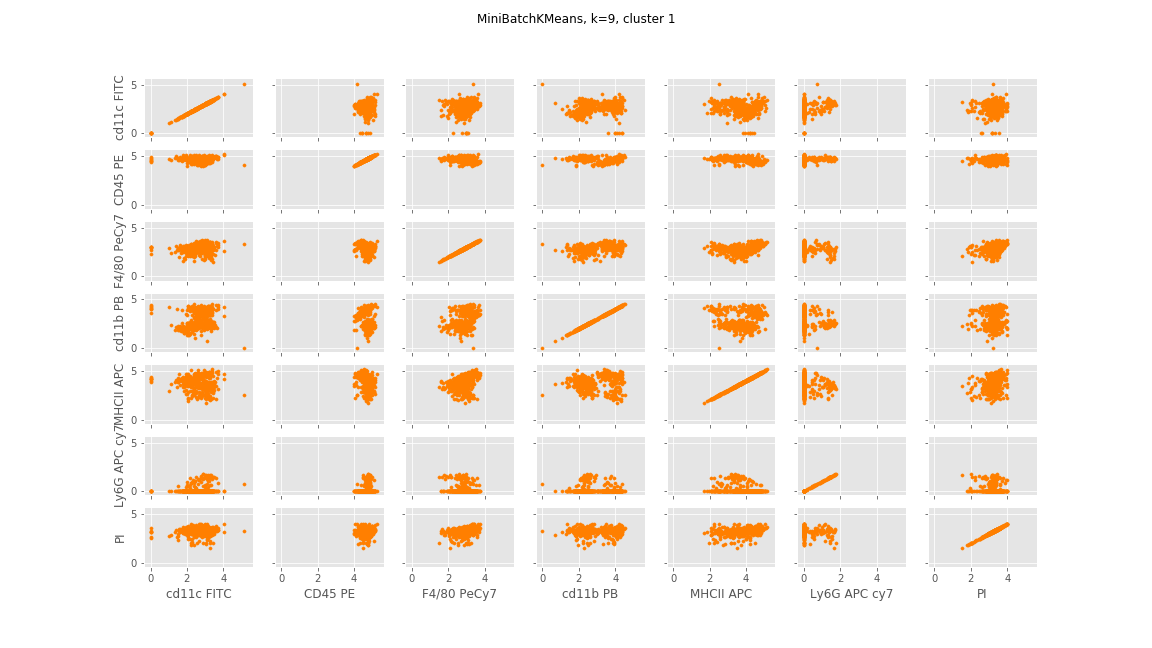 MiniBatchKMeans, k=9, cluster 1
cd11c FITC
5
0
CD45 PE
5
0
F4/80 PeCy7
5
0
cd11b PB
5
0
MHCII APC
5
0
Ly6G APC cy7
5
0
PI
5
0
0 2 4 0 2 4 0 2 4 0 2 4 0 2 4 0 2 4 0 2 4
cd11c FITC CD45 PE F4/80 PeCy7 cd11b PB MHCII APC Ly6G APC cy7 PI